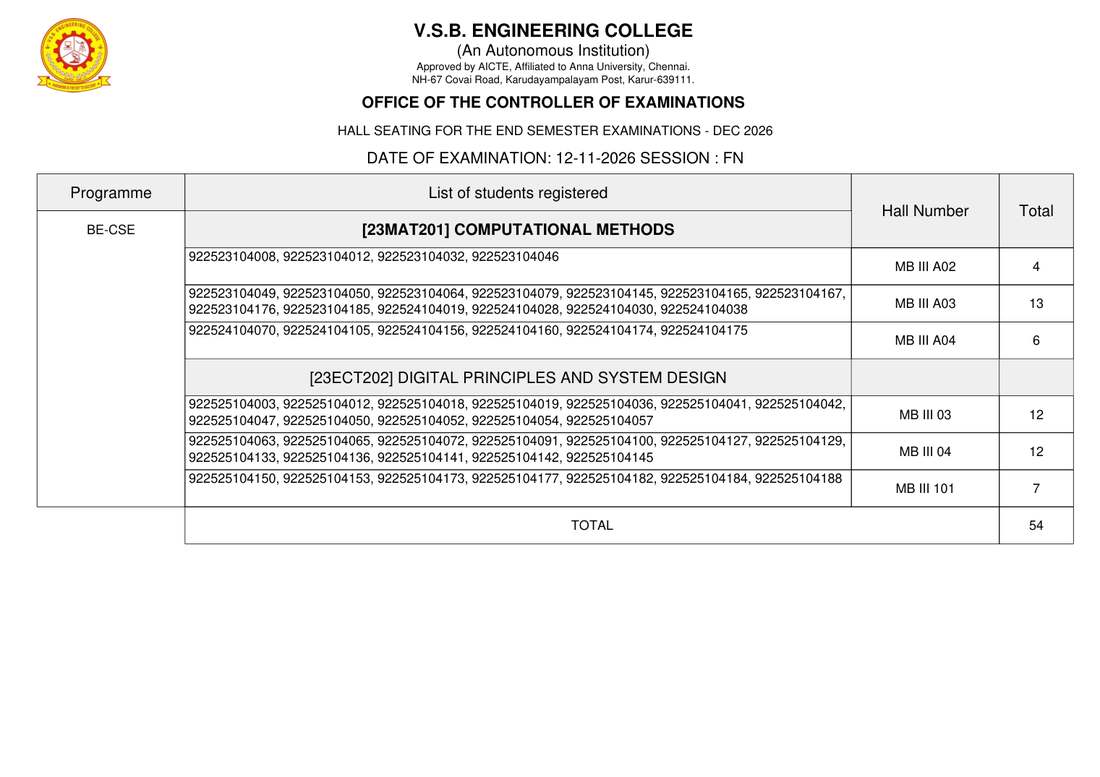 V.S.B. ENGINEERING COLLEGE
(An Autonomous Institution)
Approved by AICTE, Affiliated to Anna University, Chennai.
NH-67 Covai Road, Karudayampalayam Post, Karur-639111.
OFFICE OF THE CONTROLLER OF EXAMINATIONS
HALL SEATING FOR THE END SEMESTER EXAMINATIONS - DEC 2026
DATE OF EXAMINATION: 12-11-2026 SESSION : FN
Programme List of students registered Hall Number Total
BE-CSE [23MAT201] COMPUTATIONAL METHODS
922523104008, 922523104012, 922523104032, 922523104046 MB III A02 4
922523104049, 922523104050, 922523104064, 922523104079, 922523104145, 922523104165, 922523104167,
922523104176, 922523104185, 922524104019, 922524104028, 922524104030, 922524104038 MB III A03 13
922524104070, 922524104105, 922524104156, 922524104160, 922524104174, 922524104175 MB III A04 6
[23ECT202] DIGITAL PRINCIPLES AND SYSTEM DESIGN
922525104003, 922525104012, 922525104018, 922525104019, 922525104036, 922525104041, 922525104042,
922525104047, 922525104050, 922525104052, 922525104054, 922525104057 MB III 03 12
922525104063, 922525104065, 922525104072, 922525104091, 922525104100, 922525104127, 922525104129,
922525104133, 922525104136, 922525104141, 922525104142, 922525104145 MB III 04 12
922525104150, 922525104153, 922525104173, 922525104177, 922525104182, 922525104184, 922525104188 MB III 101 7
TOTAL 54